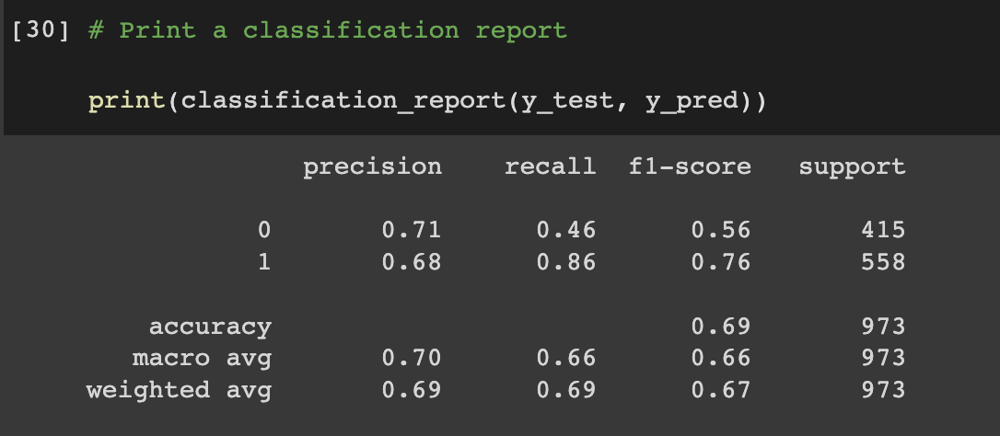 [30] # Print a classification report
print(classification_report(y_test, y_pred))
precision recall f1-score support
0 0.71 0.46 0.56 415
1 0.68 0.86 0.76 558
accuracy 0.69 973
macro avg 0.70 0.66 0.66 973
weighted avg 0.69 0.69 0.67 973